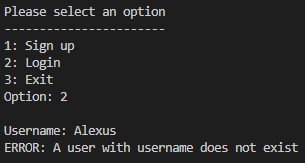 Please select an option
-----------------------
1: Sign up
2: Login
3: Exit
Option: 2
Username: Alexus
ERROR: A user with username does not exist